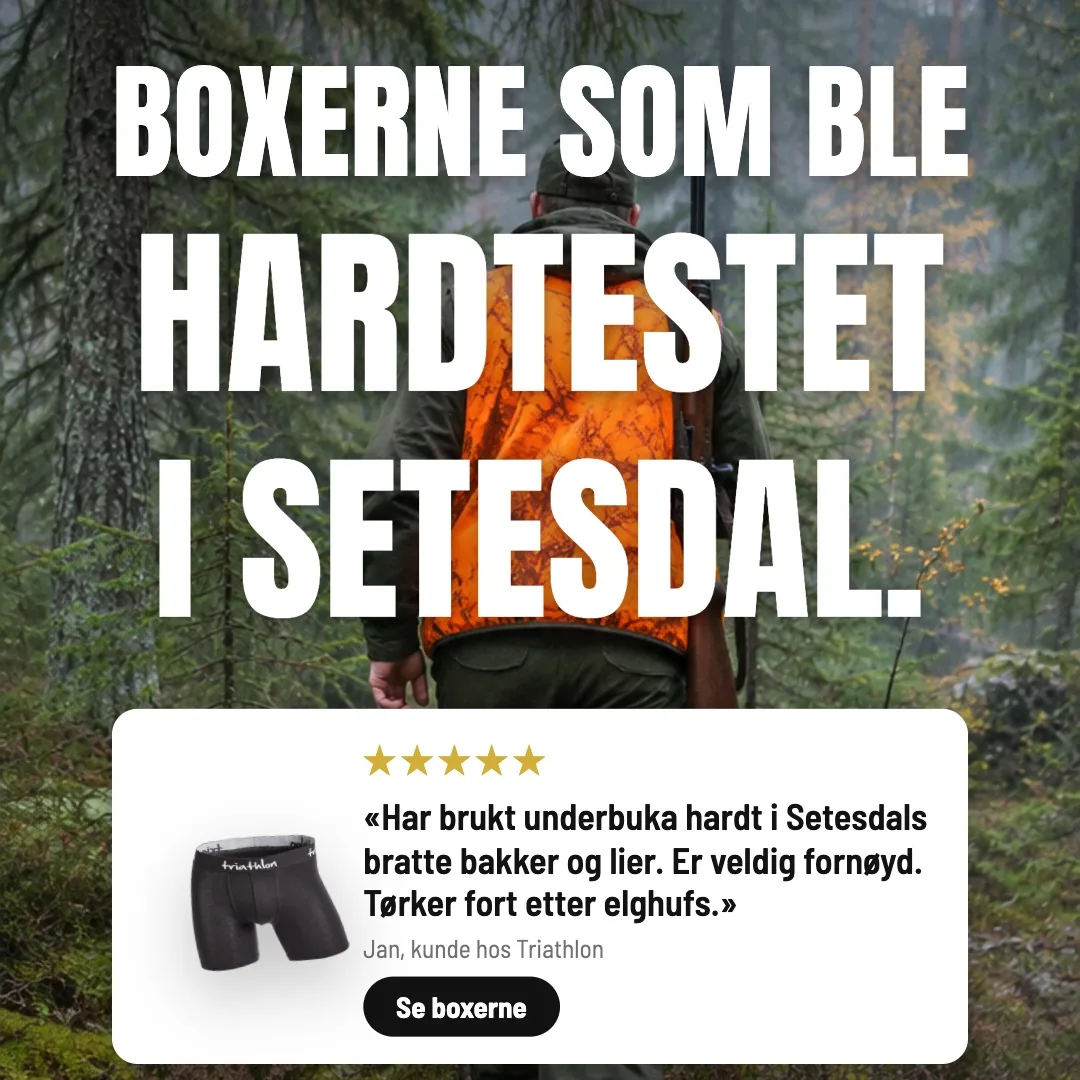 BOXERNE SOM BLE
HARDTESTET
I SETESDAL.
★★★★★
«Har brukt underbuka hardt i Setesdals
bratte bakker og lier. Er veldig fornøyd.
Tørker fort etter elghufs.»
triathlon
Jan, kunde hos Triathlon
Se boxerne